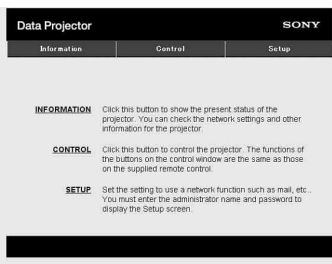 Data Projector SONY
Information Control Setup
INFORMATION Click this button to show the present status of the
projector. You can check the network settings and other
information for the projector.
CONTROL Click this button to control the projector. The functions of
the buttons on the control window are the same as those
on the supplied remote control.
SETUP Set the setting to use a network function such as mail, etc..
You must enter the administrator name and password to
display the Setup screen.